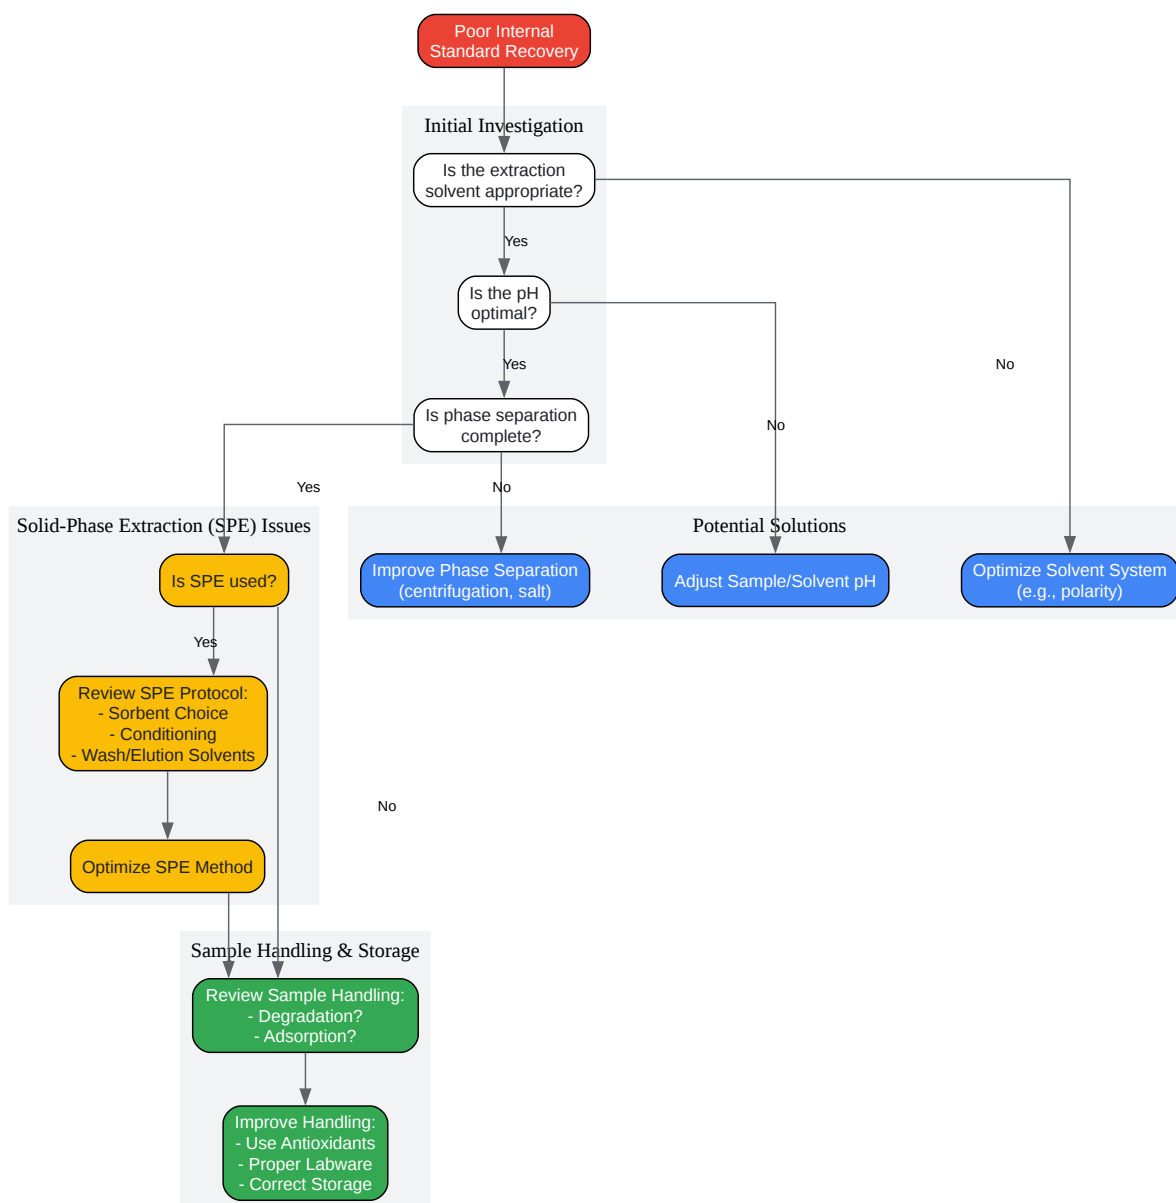 Poor Internal
Standard Recovery
Initial Investigation
Is the extraction
solvent appropriate?
Yes
Is the pH
optimal?
Yes
No
Is phase separation
complete?
No
Yes
No
Solid-Phase Extraction (SPE) Issues
Potential Solutions
Is SPE used?
Improve Phase Separation
(centrifugation, salt)
Adjust Sample/Solvent pH
Optimize Solvent System
(e.g., polarity)
Yes
Review SPE Protocol:
- Sorbent Choice
- Conditioning
- Wash/Elution Solvents
No
Optimize SPE Method
Sample Handling & Storage
Review Sample Handling:
- Degradation?
- Adsorption?
Improve Handling:
- Use Antioxidants
- Proper Labware
- Correct Storage